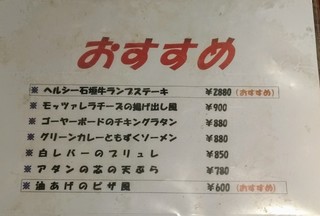 おすすめ
※ ヘルシー石垣牛ランプステーキ ￥2880 (おすすめ)
※ モッツァレラチーズの揚げ出し風 ￥900
※ ゴーヤーボードのチキングラタン ￥880
※ グリーンカレーともずくソーメン ￥880
※ 白レバーのブリュレ ￥850
※ アダンの芯の天ぷら ￥780
※ 油あげのピザ風 ￥600 (おすすめ)